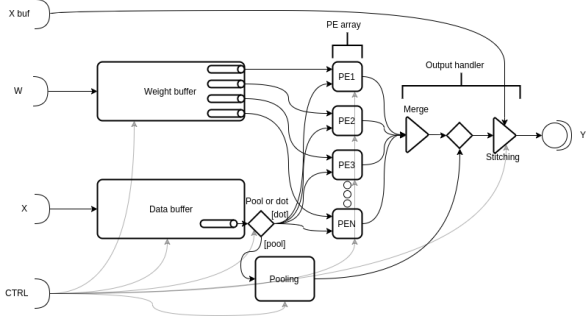 X buf
PE array
Output handler
W
Weight buffer
PE1
Merge
PE2
Y
Stitching
PE3
X
Data buffer
Pool or dot
[dot]
PEN
[pool]
Pooling
CTRL